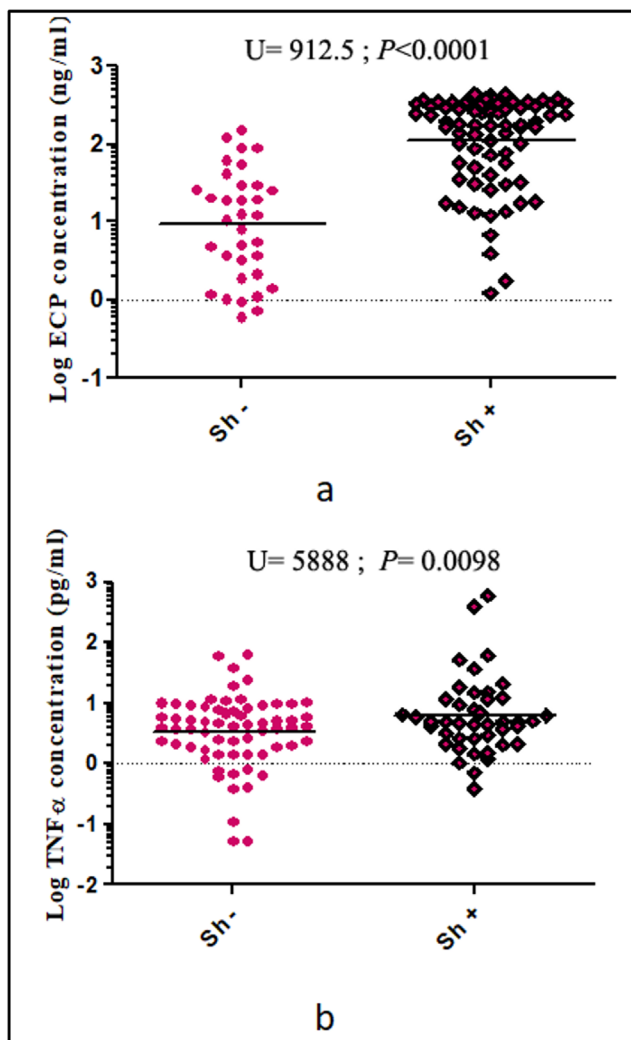 U= 912.5 ; P<0.0001
Log ECP concentration (ng/ml)
3
2
1
0
-1
Sh -
Sh +
a
U= 5888 ; P= 0.0098
Log TNFα concentration (pg/ml)
3
2
1
0
-1
-2
Sh -
Sh +
b